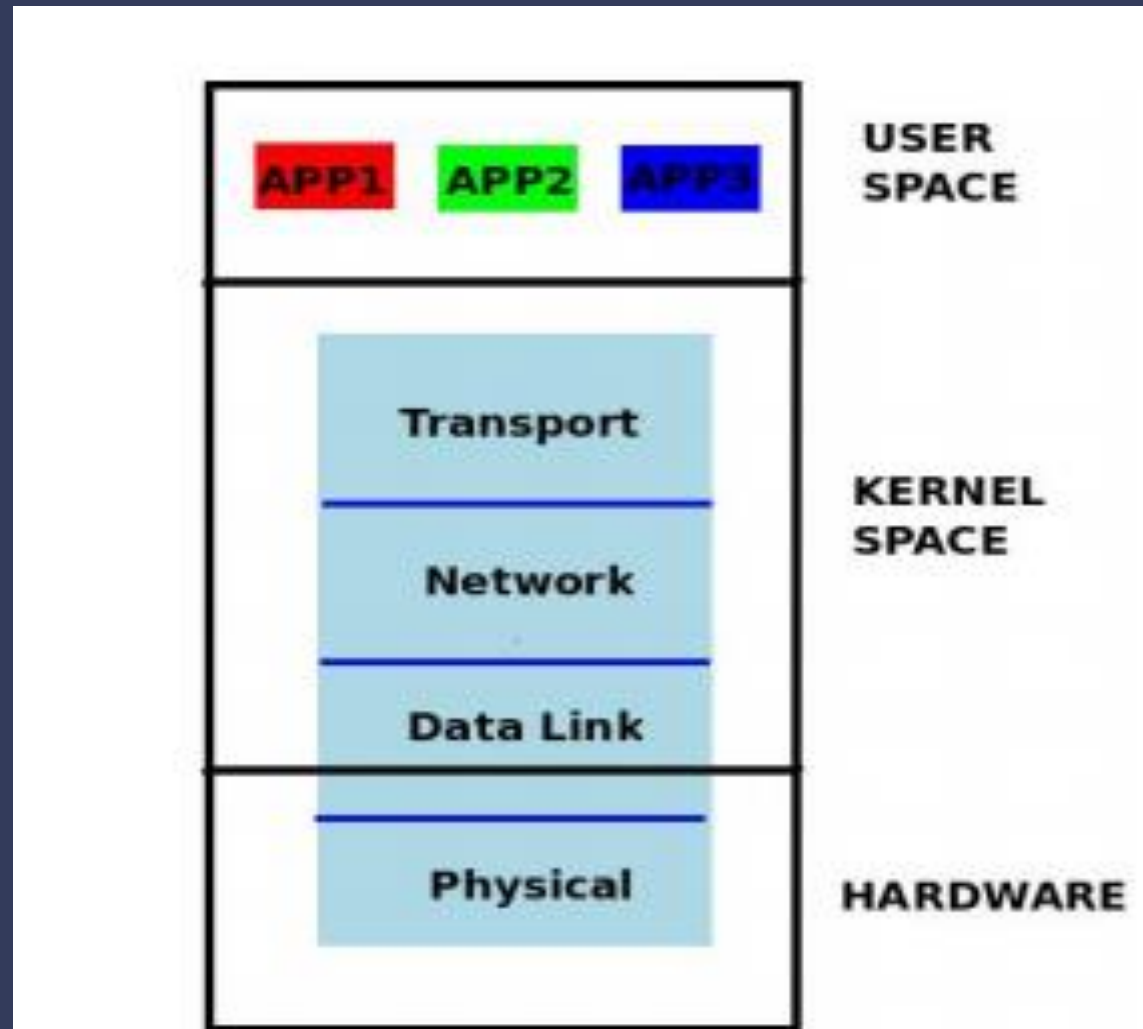 APP1 APP2 APP3
USER
SPACE
Transport
Network
Data Link
KERNEL
SPACE
Physical
HARDWARE